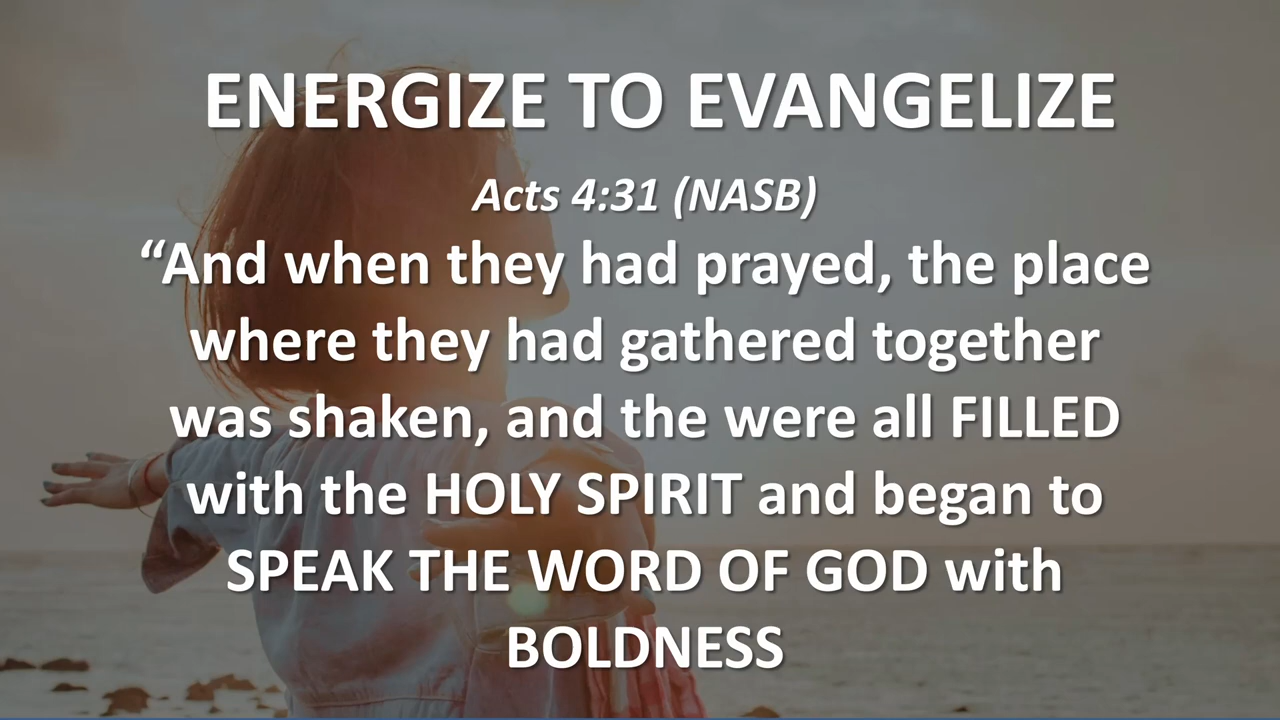 ENERGIZE TO EVANGELIZE
Acts 4:31 (NASB)
“And when they had prayed, the place
where they had gathered together
was shaken, and the were all FILLED
with the HOLY SPIRIT and began to
SPEAK THE WORD OF GOD with
BOLDNESS